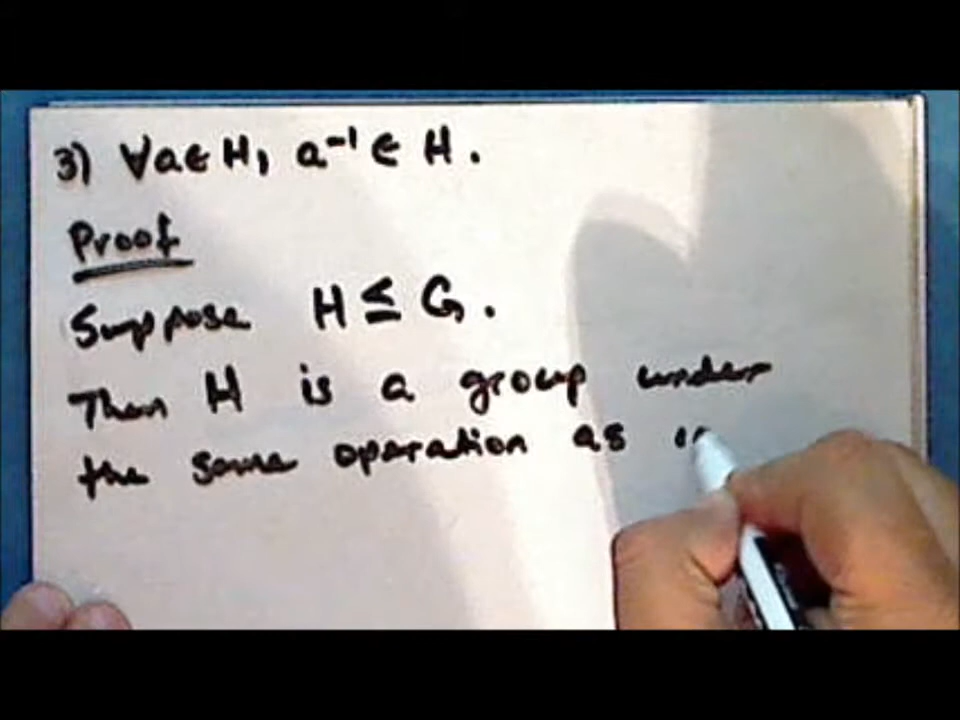 3) ∀a∈H, a⁻¹ ∈ H.
Proof
Suppose H ≤ G.
Then H is a group under
the same operation as